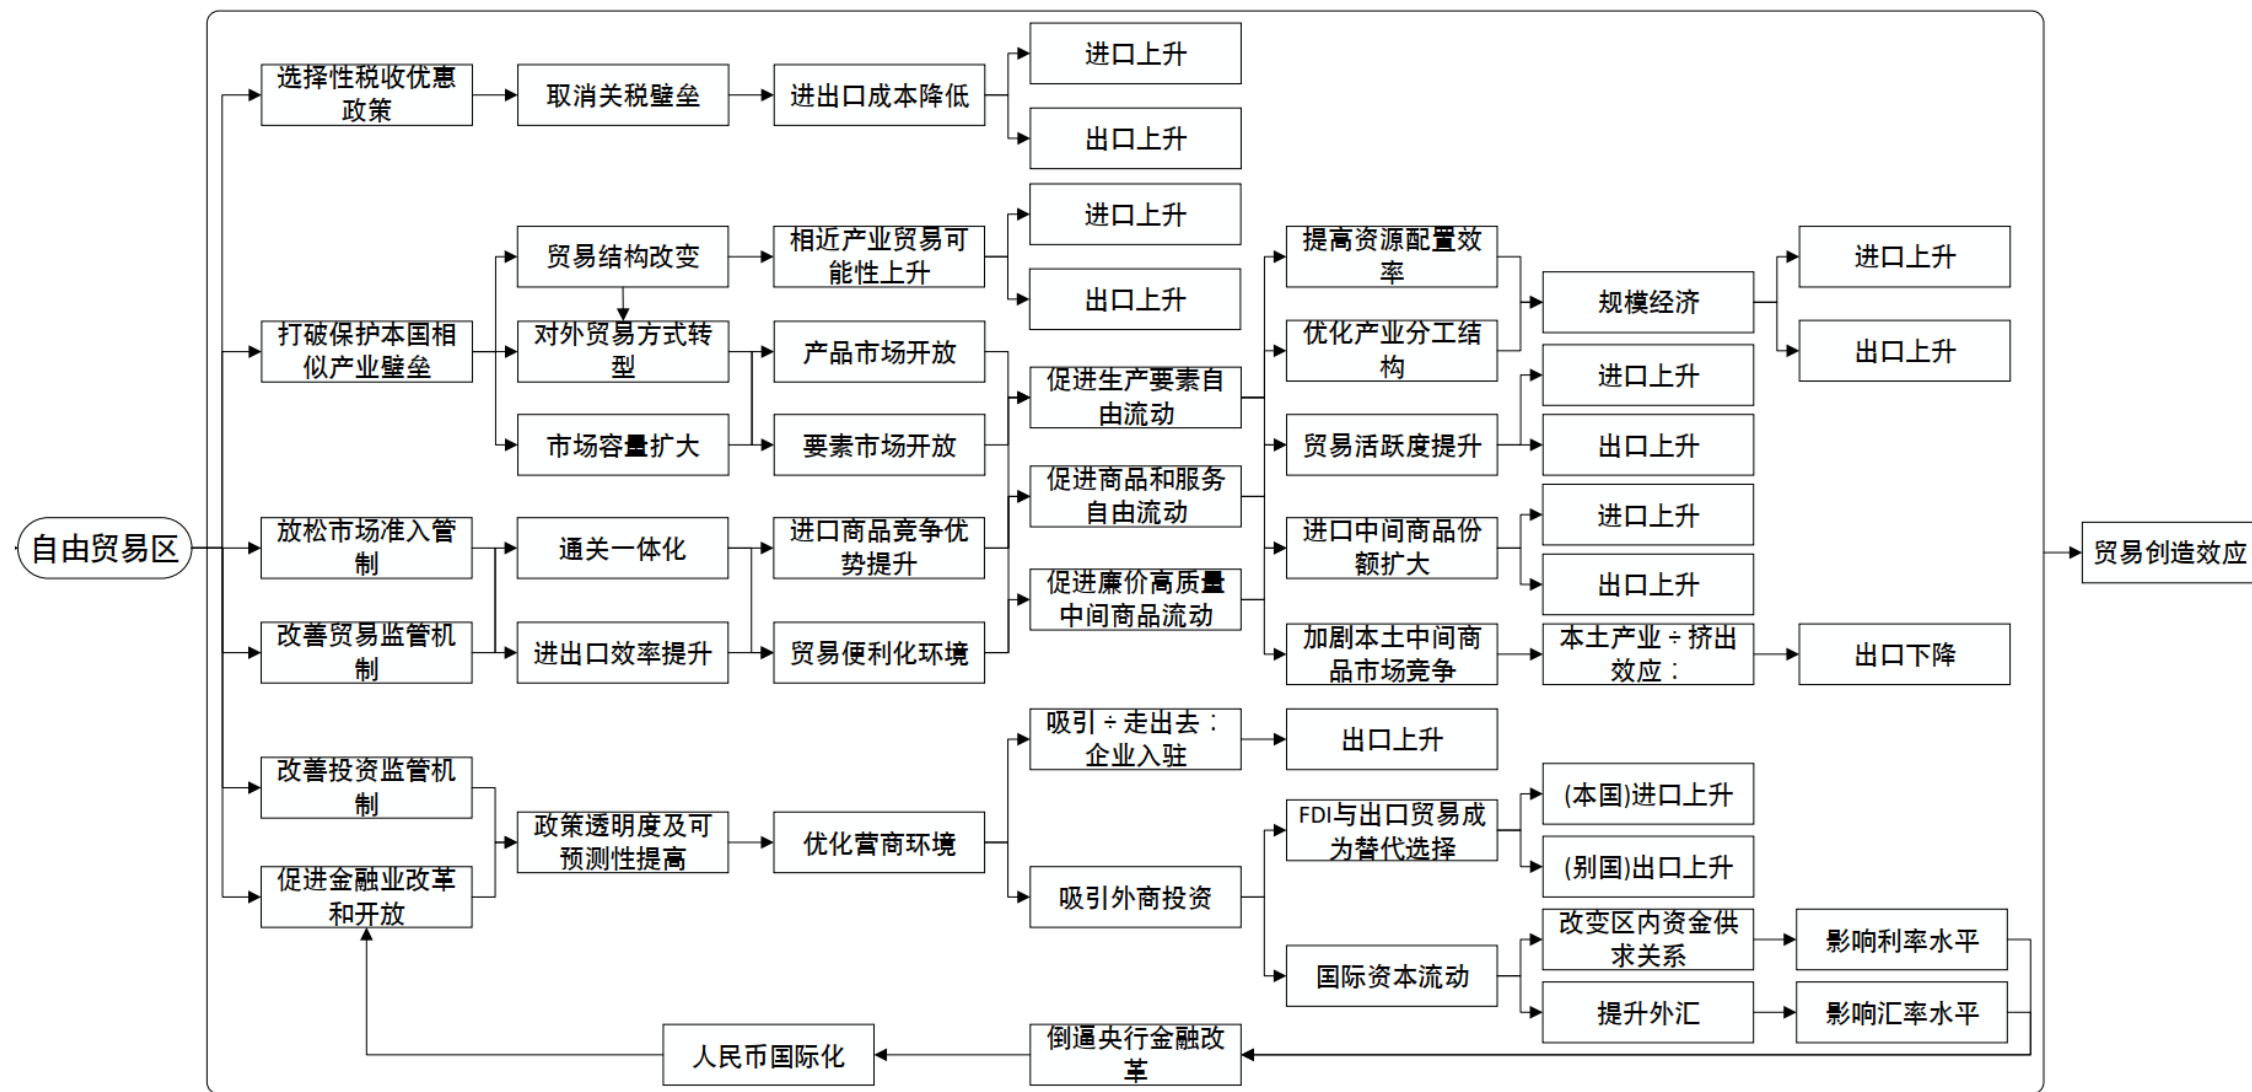 自由贸易区
选择性税收优惠
政策
取消关税壁垒
进出口成本降低
进口上升
出口上升
打破保护本国相
似产业壁垒
贸易结构改变
相近产业贸易可
能性上升
进口上升
出口上升
对外贸易方式转
型
产品市场开放
市场容量扩大
要素市场开放
促进生产要素自
由流动
促进商品和服务
自由流动
促进廉价高质量
中间商品流动
提高资源配置效
率
优化产业分工结
构
规模经济
进口上升
出口上升
贸易活跃度提升
进口上升
出口上升
进口中间商品份
额扩大
进口上升
出口上升
加剧本土中间商
品市场竞争
本土产业÷挤出
效应：
出口下降
放松市场准入管
制
通关一体化
进口商品竞争优
势提升
改善贸易监管机
制
进出口效率提升
贸易便利化环境
改善投资监管机
制
促进金融业改革
和开放
政策透明度及可
预测性提高
优化营商环境
吸引÷走出去：
企业入驻
出口上升
吸引外商投资
FDI与出口贸易成
为替代选择
(本国)进口上升
(别国)出口上升
国际资本流动
改变区内资金供
求关系
影响利率水平
提升外汇
影响汇率水平
倒逼央行金融改
革
人民币国际化
贸易创造效应